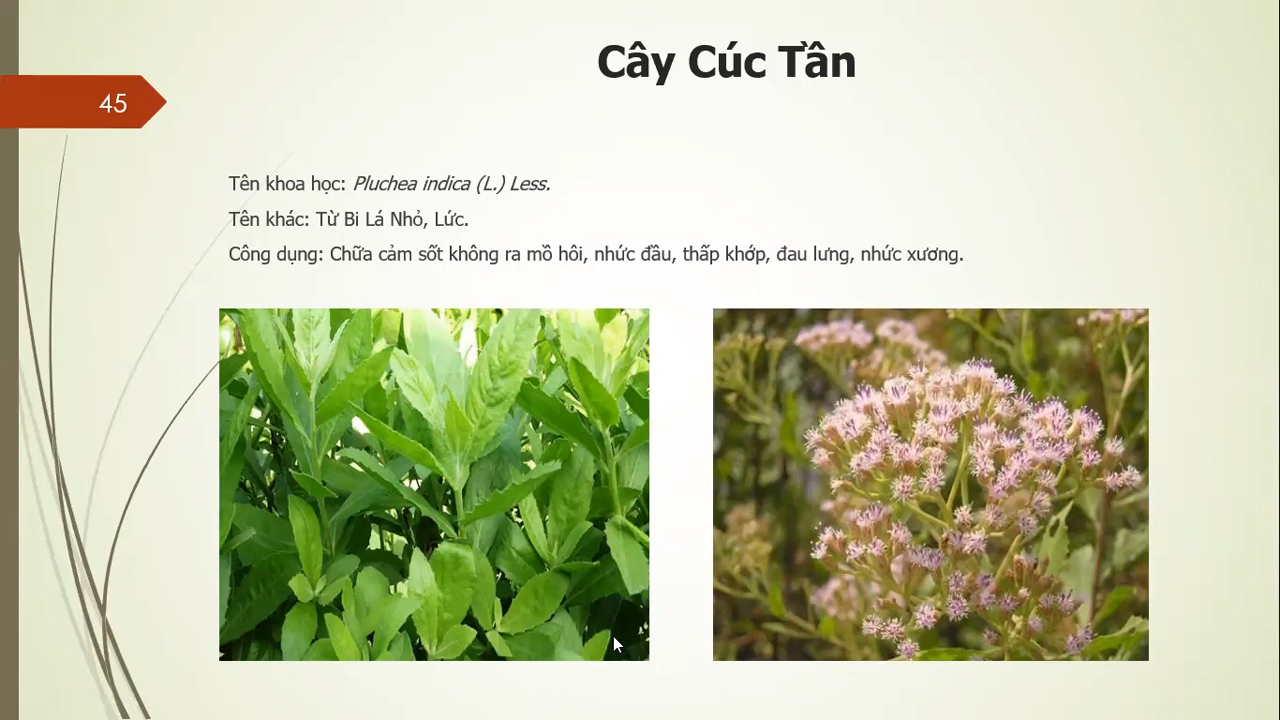 Cây Cúc Tần
45
Tên khoa học: Pluchea indica (L.) Less.
Tên khác: Từ Bi Lá Nhỏ, Lức.
Công dụng: Chữa cảm sốt không ra mồ hôi, nhức đầu, thấp khớp, đau lưng, nhức xương.